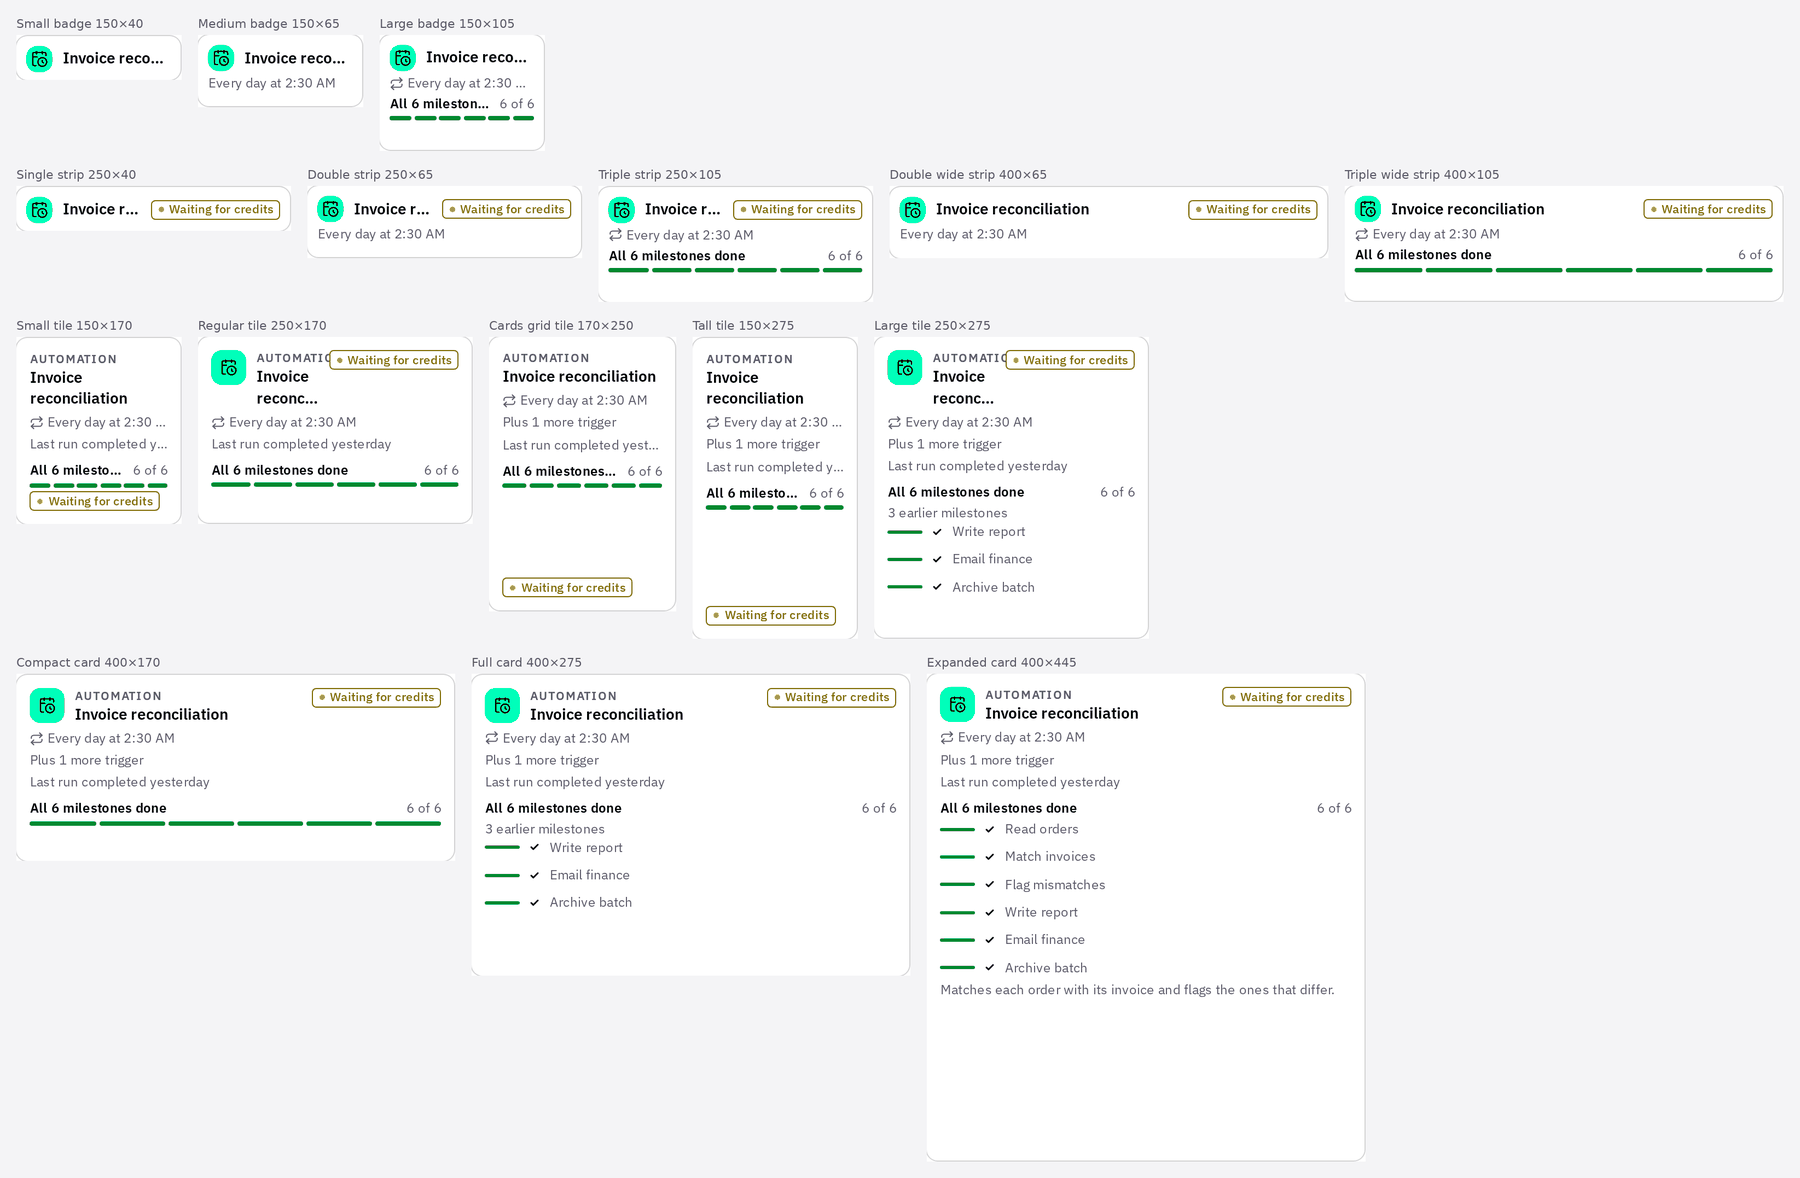 Small badge 150×40
Invoice reco...
Medium badge 150×65
Invoice reco...
Every day at 2:30 AM
Large badge 150×105
Invoice reco...
Every day at 2:30 ...
All 6 mileston... 6 of 6
Single strip 250×40
Invoice r... Waiting for credits
Double strip 250×65
Invoice r... Waiting for credits
Every day at 2:30 AM
Triple strip 250×105
Invoice r... Waiting for credits
Every day at 2:30 AM
All 6 milestones done 6 of 6
Double wide strip 400×65
Invoice reconciliation Waiting for credits
Every day at 2:30 AM
Triple wide strip 400×105
Invoice reconciliation Waiting for credits
Every day at 2:30 AM
All 6 milestones done 6 of 6
Small tile 150×170
AUTOMATION
Invoice
reconciliation
Every day at 2:30 ...
Last run completed y...
All 6 milesto... 6 of 6
Waiting for credits
Regular tile 250×170
AUTOMATIC Waiting for credits
Invoice
reconc...
Every day at 2:30 AM
Last run completed yesterday
All 6 milestones done 6 of 6
Cards grid tile 170×250
AUTOMATION
Invoice reconciliation
Every day at 2:30 AM
Plus 1 more trigger
Last run completed yest...
All 6 milestones... 6 of 6
Waiting for credits
Tall tile 150×275
AUTOMATION
Invoice
reconciliation
Every day at 2:30 ...
Plus 1 more trigger
Last run completed y...
All 6 milesto... 6 of 6
Waiting for credits
Large tile 250×275
AUTOMATIC Waiting for credits
Invoice
reconc...
Every day at 2:30 AM
Plus 1 more trigger
Last run completed yesterday
All 6 milestones done 6 of 6
3 earlier milestones
Write report
Email finance
Archive batch
Compact card 400×170
AUTOMATION Waiting for credits
Invoice reconciliation
Every day at 2:30 AM
Plus 1 more trigger
Last run completed yesterday
All 6 milestones done 6 of 6
Full card 400×275
AUTOMATION Waiting for credits
Invoice reconciliation
Every day at 2:30 AM
Plus 1 more trigger
Last run completed yesterday
All 6 milestones done 6 of 6
3 earlier milestones
Write report
Email finance
Archive batch
Expanded card 400×445
AUTOMATION Waiting for credits
Invoice reconciliation
Every day at 2:30 AM
Plus 1 more trigger
Last run completed yesterday
All 6 milestones done 6 of 6
Read orders
Match invoices
Flag mismatches
Write report
Email finance
Archive batch
Matches each order with its invoice and flags the ones that differ.